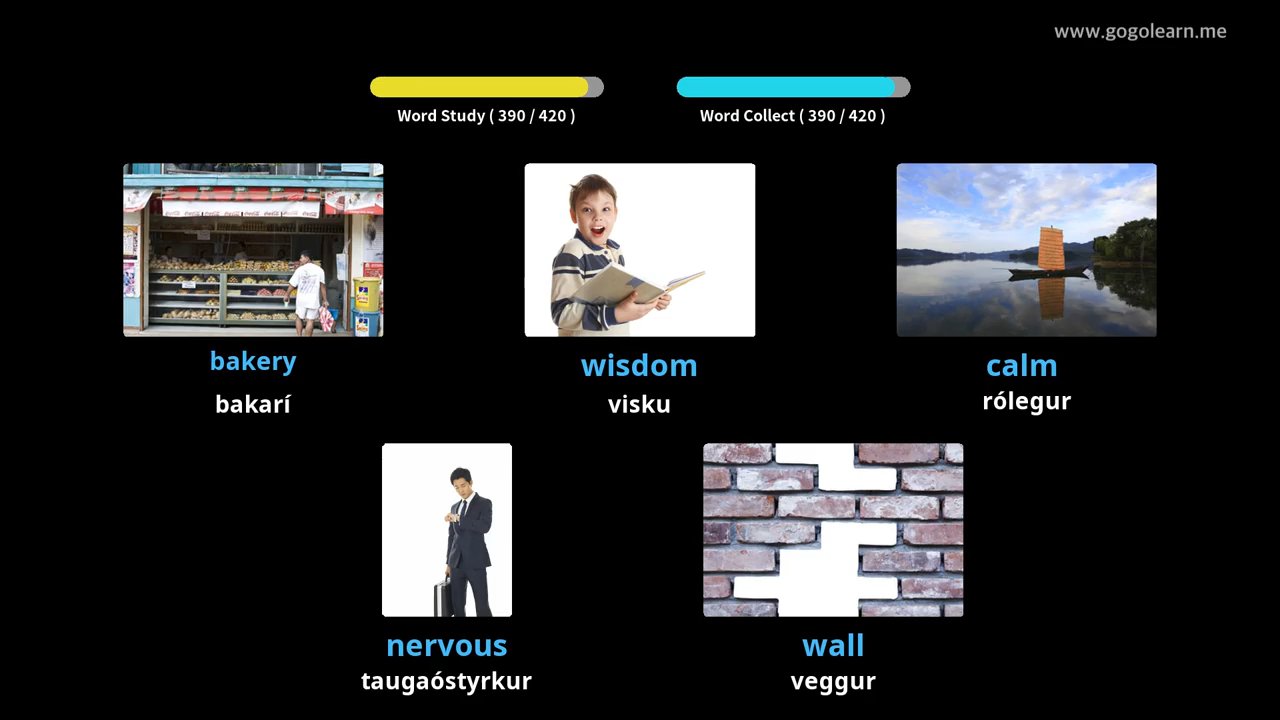 www.gogolearn.me
Word Study ( 390 / 420 )
Word Collect ( 390 / 420 )
bakery
bakarí
wisdom
visku
calm
rólegur
nervous
taugaóstyrkur
wall
veggur